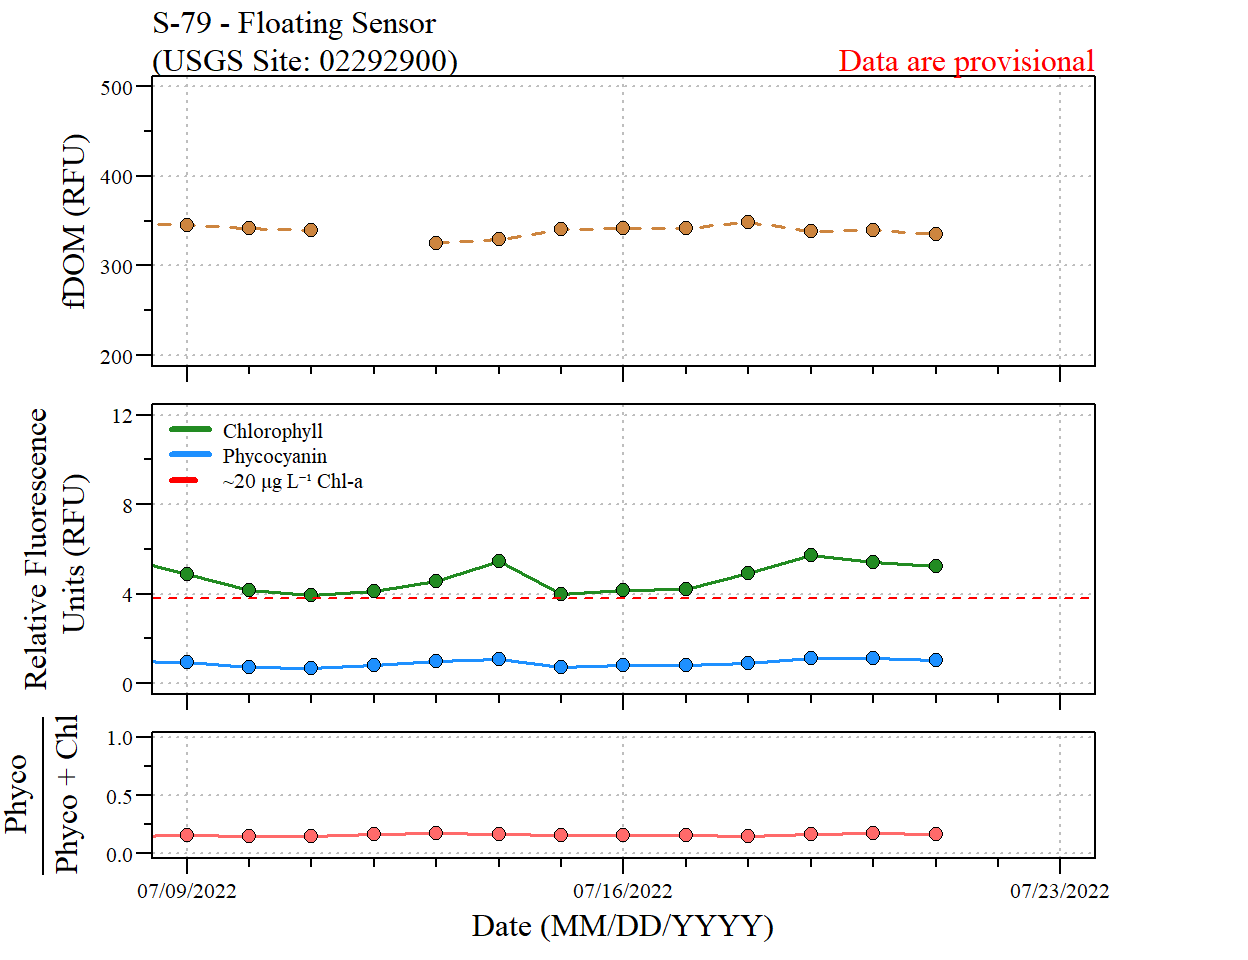 S-79 - Floating Sensor
(USGS Site: 02292900)
Data are provisional
500
400
300
200
fDOM (RFU)
12
8
4
0
Relative Fluorescence
Units (RFU)
Chlorophyll
Phycocyanin
~20 μg L⁻¹ Chl-a
1.0
0.5
0.0
Phyco
Phyco + Chl
07/09/2022
07/16/2022
07/23/2022
Date (MM/DD/YYYY)